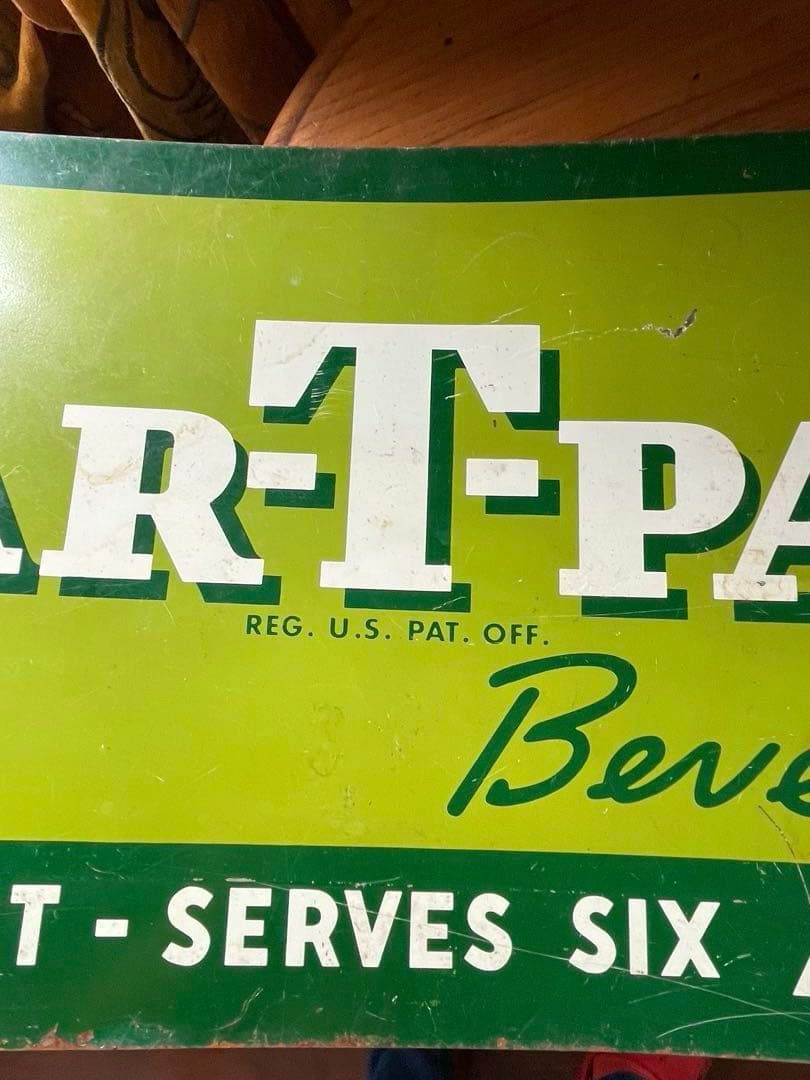 AR-T-PA
REG. U.S. PAT. OFF.
Beve
T - SERVES SIX